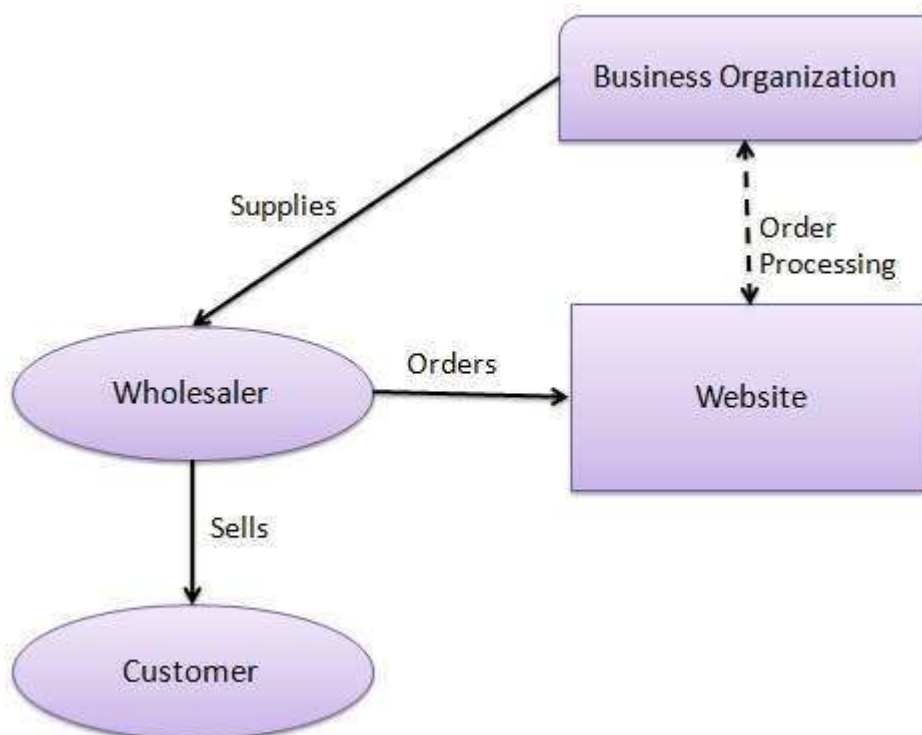 Business Organization
Supplies
Order
Processing
Wholesaler
Orders
Website
Sells
Customer